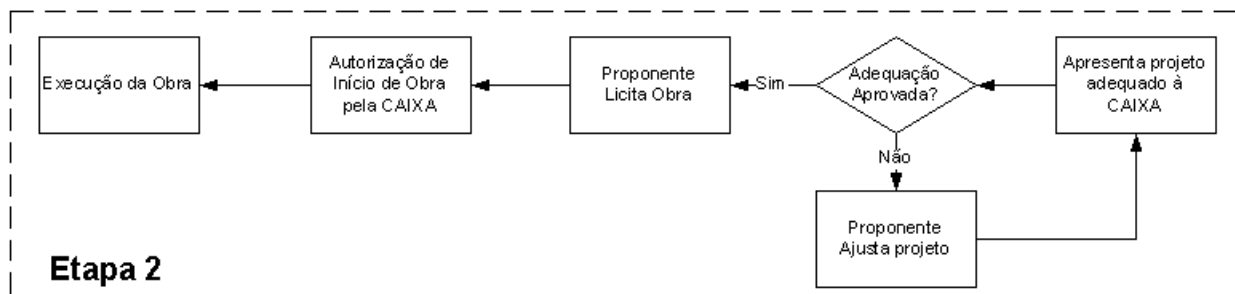 Execução da Obra
Autorização de
Início de Obra
pela CAIXA
Proponente
Licita Obra
Sim
Adequação
Aprovada?
Apresenta projeto
adequado à
CAIXA
Não
Proponente
Ajusta projeto
Etapa 2